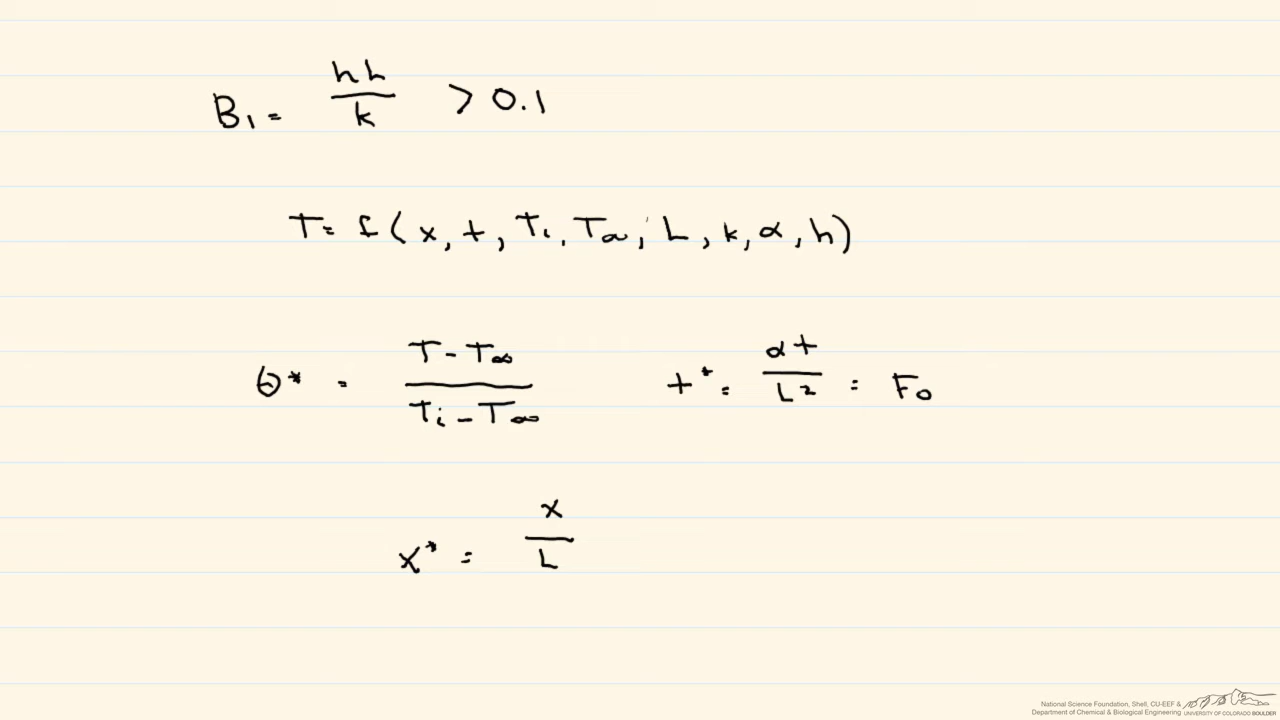 Bi = hL/k > 0.1
T = f(x, t, Ti, T∞, L, k, α, h)
θ* = T - T∞ / Ti - T∞   t* = αt / L² = Fo
x* = x / L
National Science Foundation, Shell, CU-EEF &
Department of Chemical & Biological Engineering UNIVERSITY OF COLORADO BOULDER